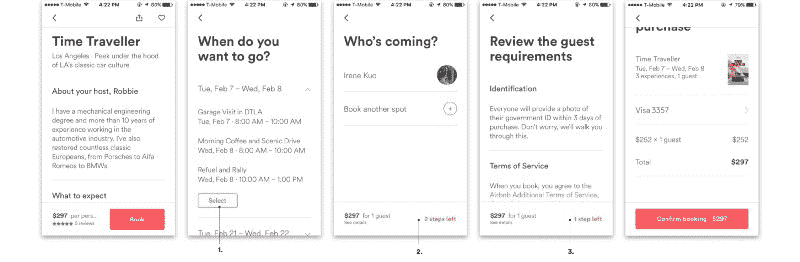 T-Mobile 4:22 PM 80%
Time Traveller
Los Angeles · Peek under the hood
of LA's classic car culture
About your host, Robbie
I have a mechanical engineering
degree and more than 10 years of
experience working in the
automotive industry. I've also
restored countless classic
Europeans, from Porsches to Alfa
Romeos to BMWs
What to expect
$297 per pers...
★★★★★ 5 reviews
Book
T-Mobile 4:22 PM 80%
When do you
want to go?
Tue, Feb 7 – Wed, Feb 8
Garage Visit in DTLA
Tue, Feb 7 · 8:00 AM – 10:00 AM
Morning Coffee and Scenic Drive
Wed, Feb 8 · 8:00 AM – 10:00 AM
Refuel and Rally
Wed, Feb 8 · 10:00 AM – 1:00 PM
Select
Tue, Feb 21 – Wed, Feb 22
1.
T-Mobile 4:22 PM 80%
Who's coming?
Irene Kuo
Book another spot
$297 for 1 guest
see details
2 steps left
2.
T-Mobile 4:22 PM
Review the guest
requirements
Identification
Everyone will provide a photo of
their government ID within 3 days of
purchase. Don't worry, we'll walk you
through this.
Terms of Service
When you book, you agree to the
Airbnb Additional Terms of Service,
$297 for 1 guest
see details
1 step left
3.
T-Mobile 4:23 PM 79%
purchase
Time Traveller
Tue, Feb 7 – Wed, Feb 8
3 experiences, 1 guest
Visa 3357
$252 × 1 guest $252
Total $297
Confirm booking · $297